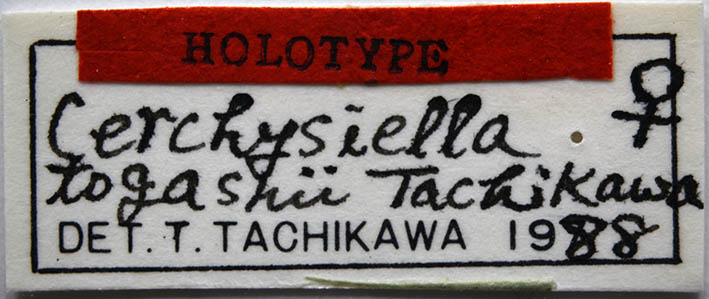 HOLOTYPE
Cerchysiella ♀
togashii Tachikawa
DET. T. TACHIKAWA 1988